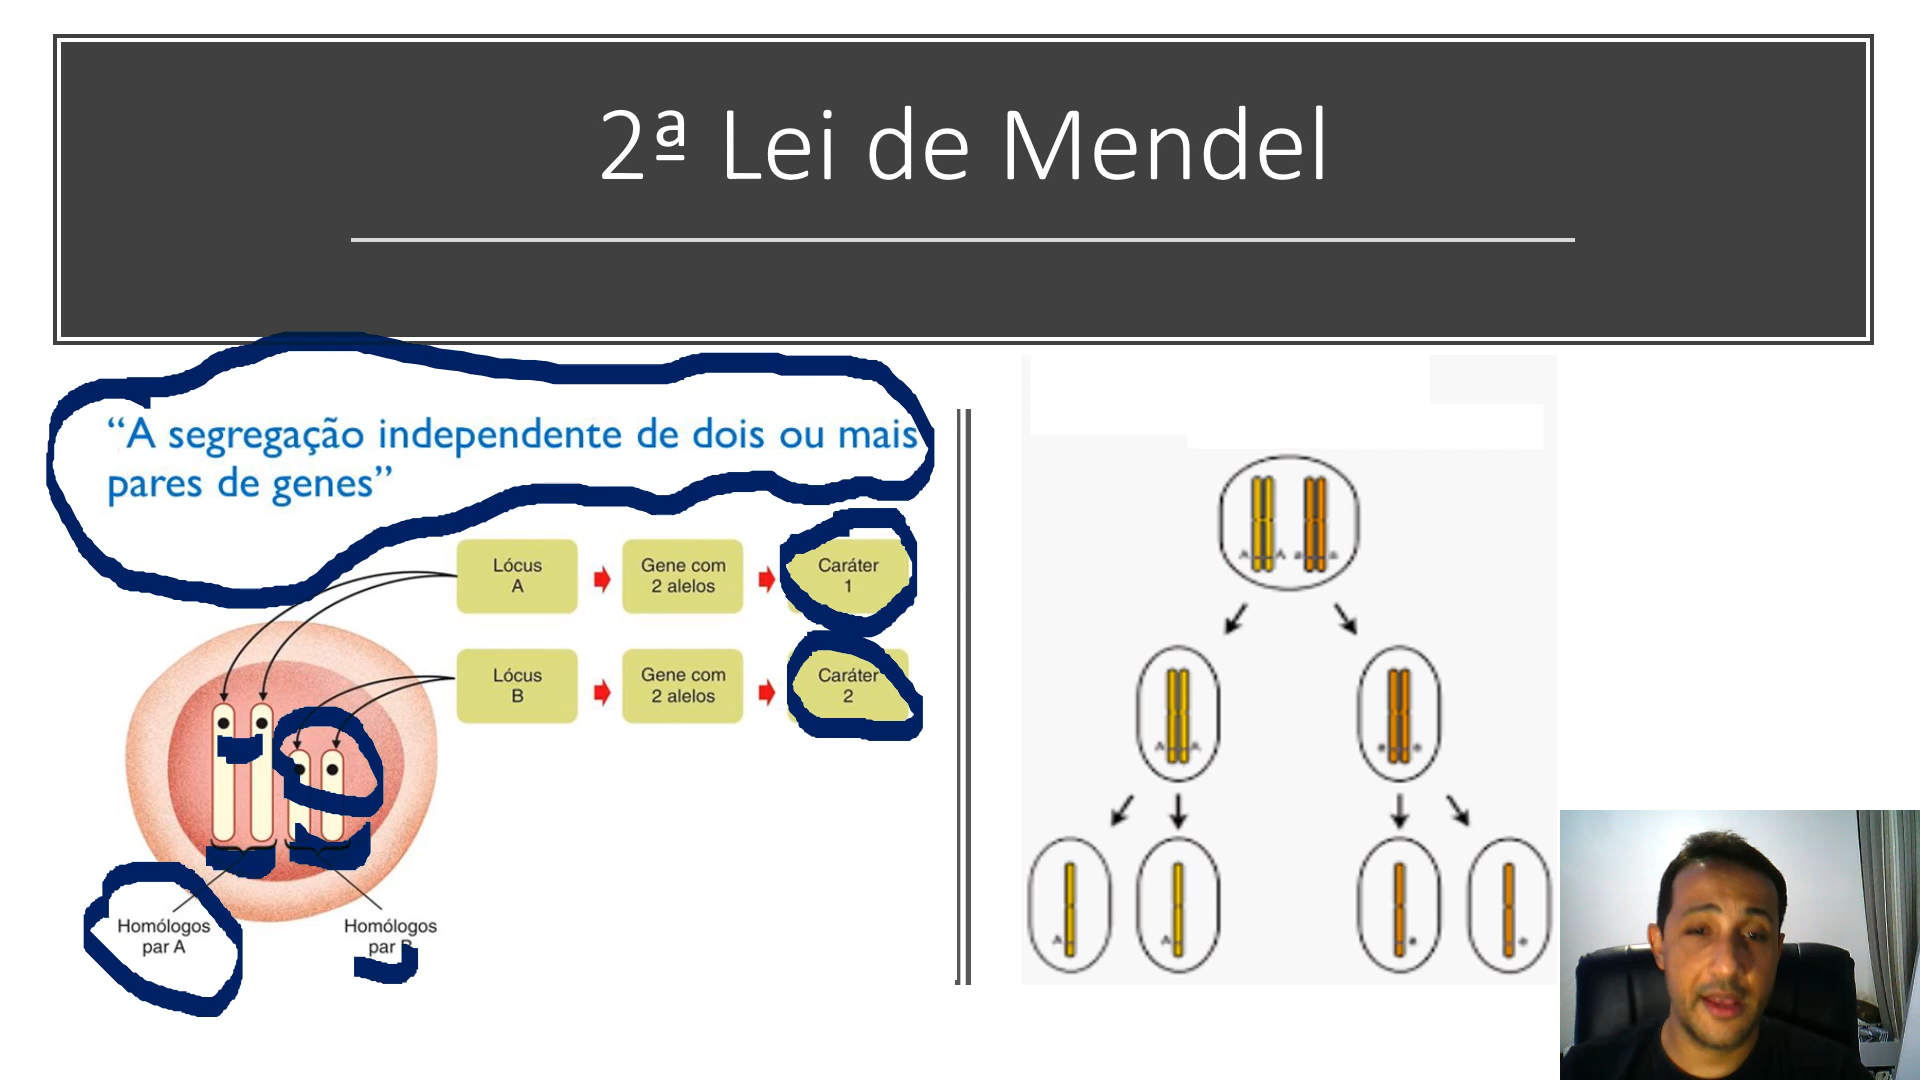 2ª Lei de Mendel
“A segregação independente de dois ou mais
pares de genes”
Lócus
A
Gene com
2 alelos
Caráter
1
Lócus
B
Gene com
2 alelos
Caráter
2
Homólogos
par A
Homólogos
par B
A A a a
A A
a a
A
A
a
a